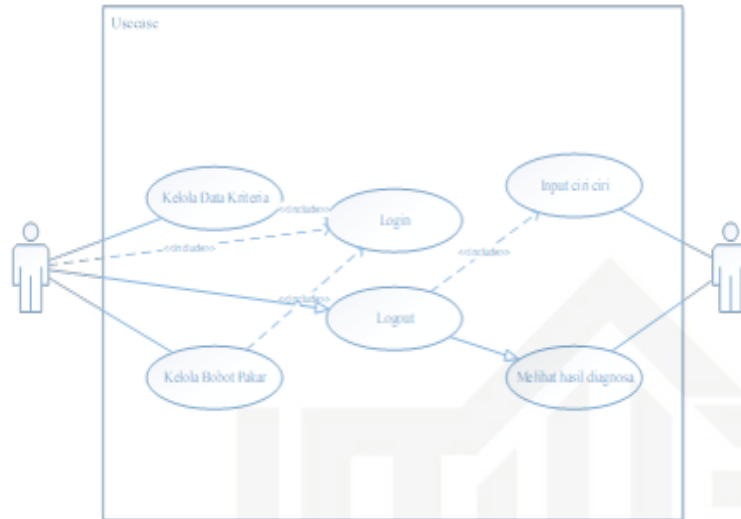 Usecase
Kelola Data Kriteria
Input ciri ciri
<<include>>
Login
<<include>>
<<include>>
<<include>>
Logout
Kelola Bobot Pakar
Melihat hasil diagnosa